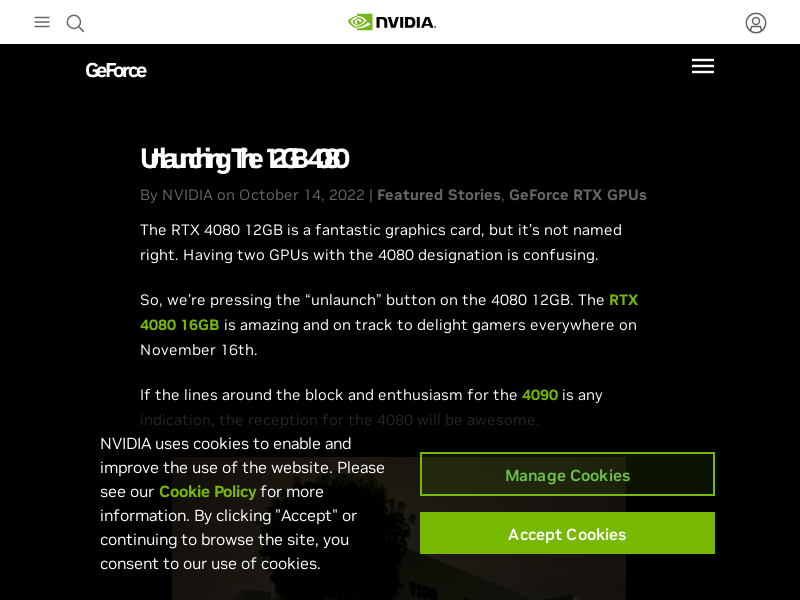 NVIDIA.
GeForce
Unlaunching The 12GB 4080
By NVIDIA on October 14, 2022 | Featured Stories, GeForce RTX GPUs
The RTX 4080 12GB is a fantastic graphics card, but it’s not named
right. Having two GPUs with the 4080 designation is confusing.
So, we’re pressing the “unlaunch” button on the 4080 12GB. The RTX
4080 16GB is amazing and on track to delight gamers everywhere on
November 16th.
If the lines around the block and enthusiasm for the 4090 is any
indication, the reception for the 4080 will be awesome.
NVIDIA uses cookies to enable and
improve the use of the website. Please
see our Cookie Policy for more
information. By clicking "Accept" or
continuing to browse the site, you
consent to our use of cookies.
Manage Cookies
Accept Cookies